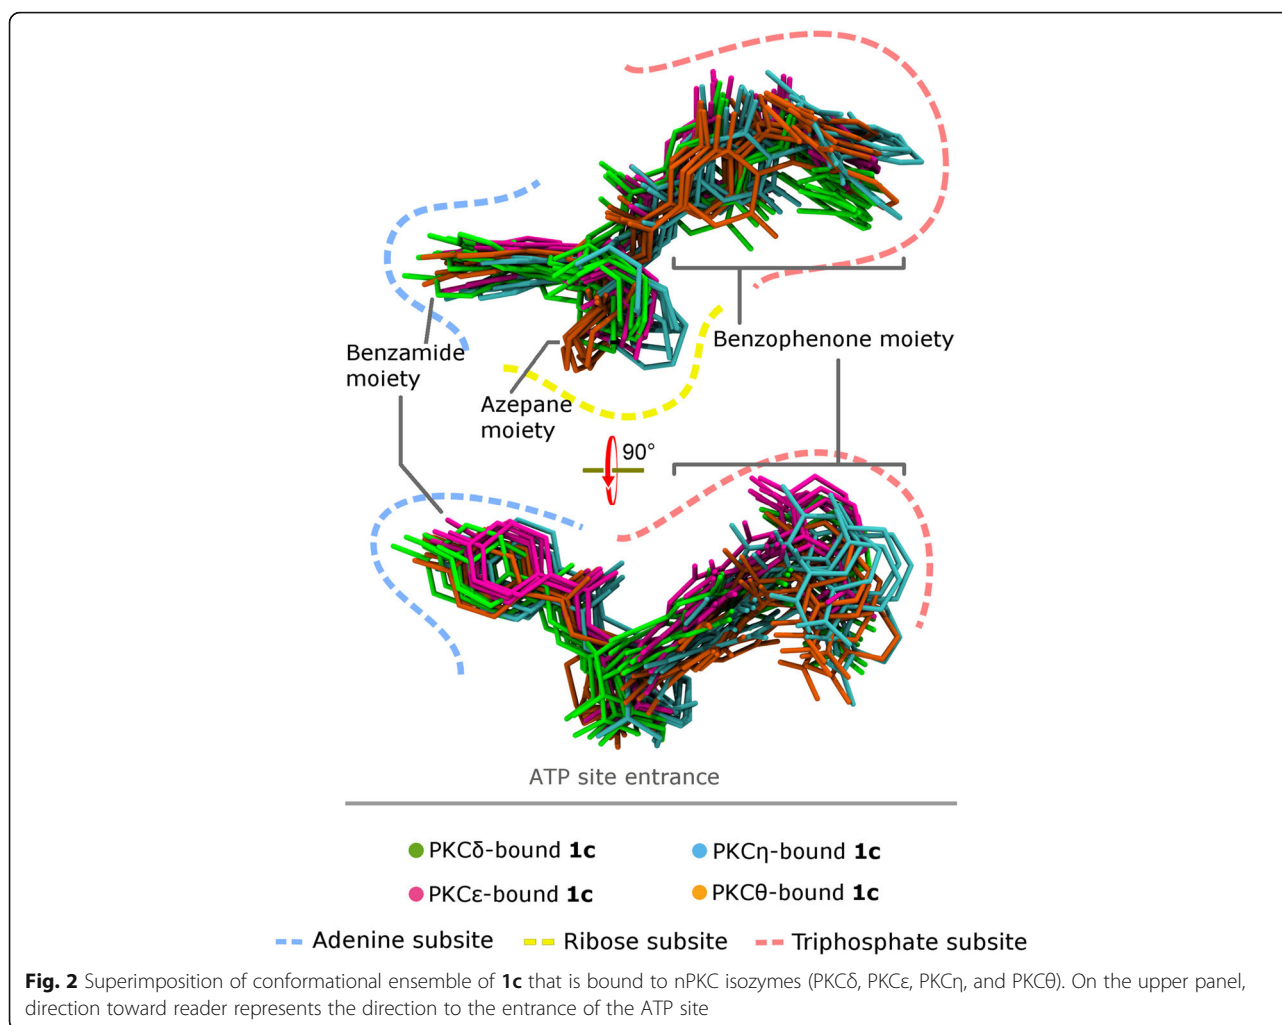 Benzamide
moiety
Azepane
moiety
Benzophenone moiety
90°
ATP site entrance
PKCδ-bound 1c
PKCη-bound 1c
PKCε-bound 1c
PKCθ-bound 1c
Adenine subsite
Ribose subsite
Triphosphate subsite
Fig. 2 Superimposition of conformational ensemble of 1c that is bound to nPKC isozymes (PKCδ, PKCε, PKCη, and PKCθ). On the upper panel,
direction toward reader represents the direction to the entrance of the ATP site